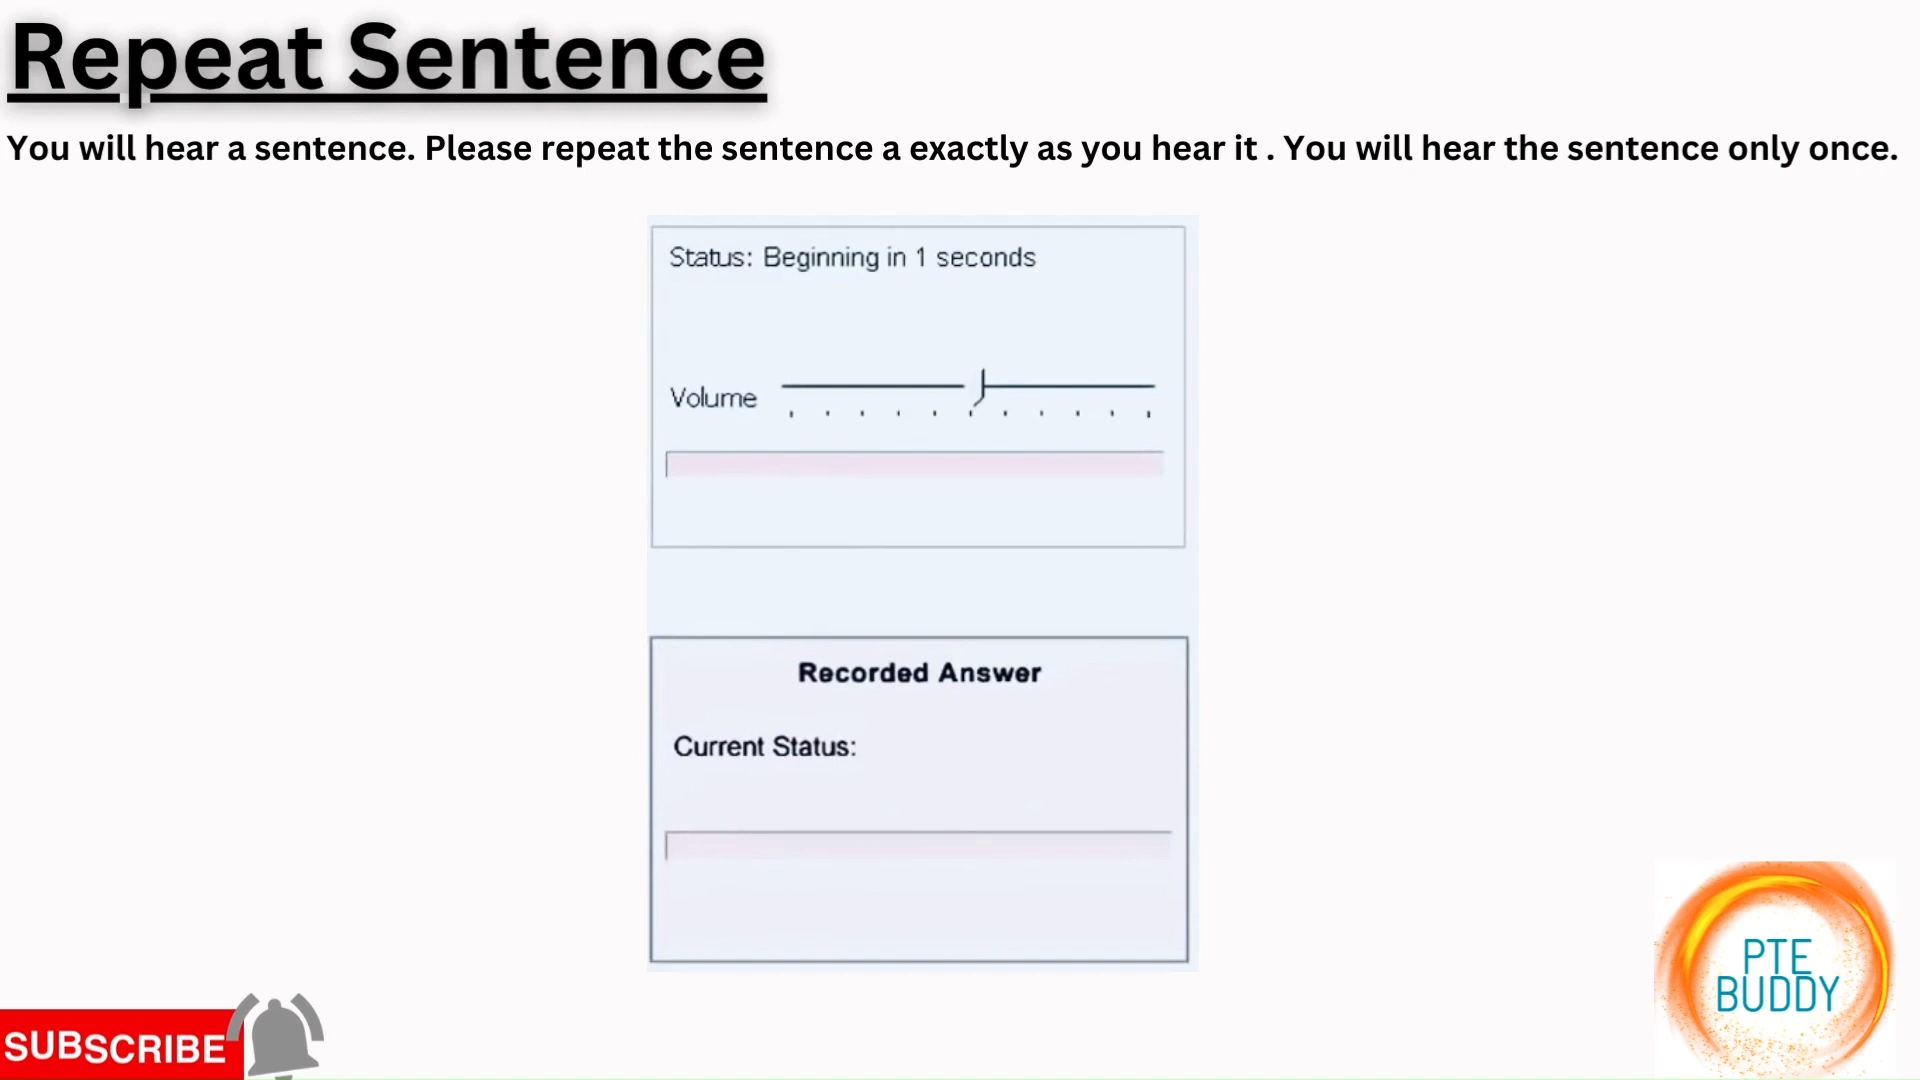 Repeat Sentence
You will hear a sentence. Please repeat the sentence a exactly as you hear it . You will hear the sentence only once.
Status: Beginning in 1 seconds
Volume
Recorded Answer
Current Status:
PTE
BUDDY
SUBSCRIBE